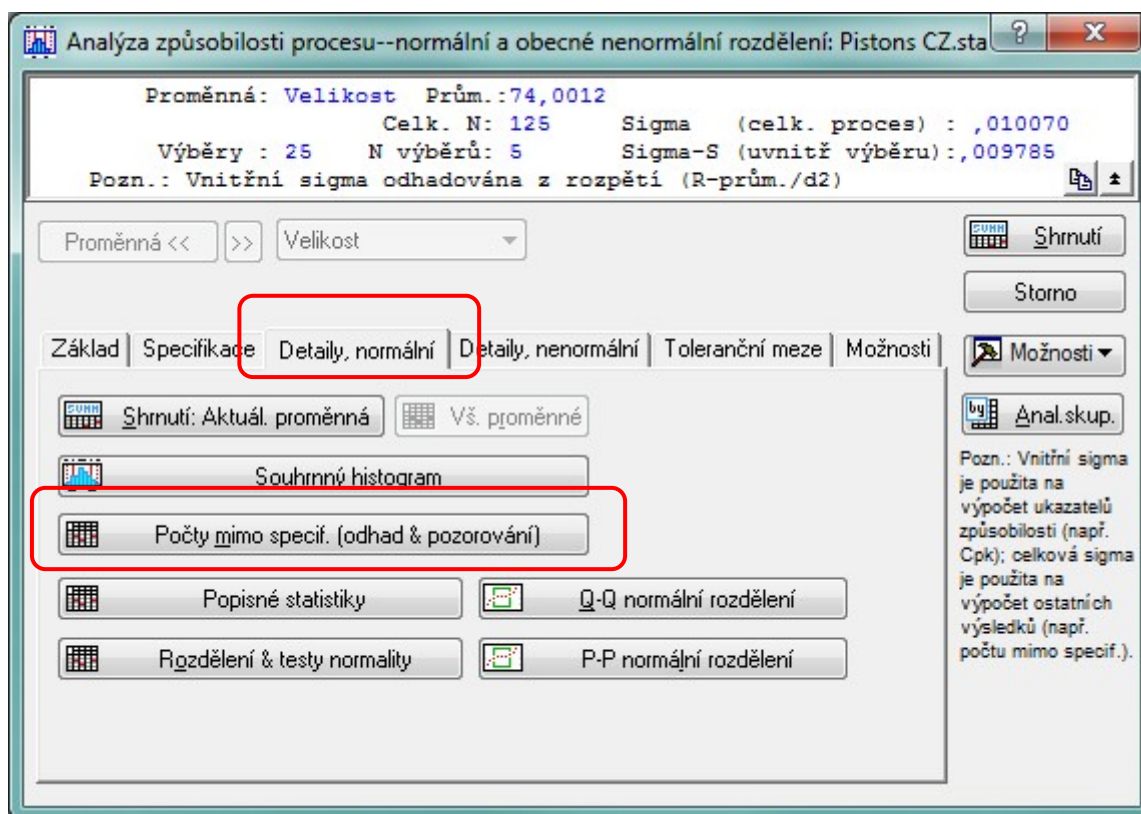 Analýza způsobilosti procesu--normální a obecné nenormální rozdělení: Pistons CZ.sta
Proměnná: Velikost Prům.:74,0012
Celk. N: 125 Sigma (celk. proces) : ,010070
Výběry : 25 N výběrů: 5 Sigma-S (uvnitř výběru):,009785
Pozn.: Vnitřní sigma odhadována z rozpětí (R-prům./d2)
Proměnná << >> Velikost
SUMM Shrnutí
Storno
Základ Specifikace Detaily, normální Detaily, nenormální Toleranční meze Možnosti
Možnosti
SUMM Shrnutí: Aktuál. proměnná Vš. proměnné
by Anal.skup.
Souhrnný histogram
Počty mimo specif. (odhad & pozorování)
Popisné statistiky Q-Q normální rozdělení
Rozdělení & testy normality P-P normální rozdělení
Pozn.: Vnitřní sigma
je použita na
výpočet ukazatelů
způsobilosti (např.
Cpk); celková sigma
je použita na
výpočet ostatních
výsledků (např.
počtu mimo specif.).